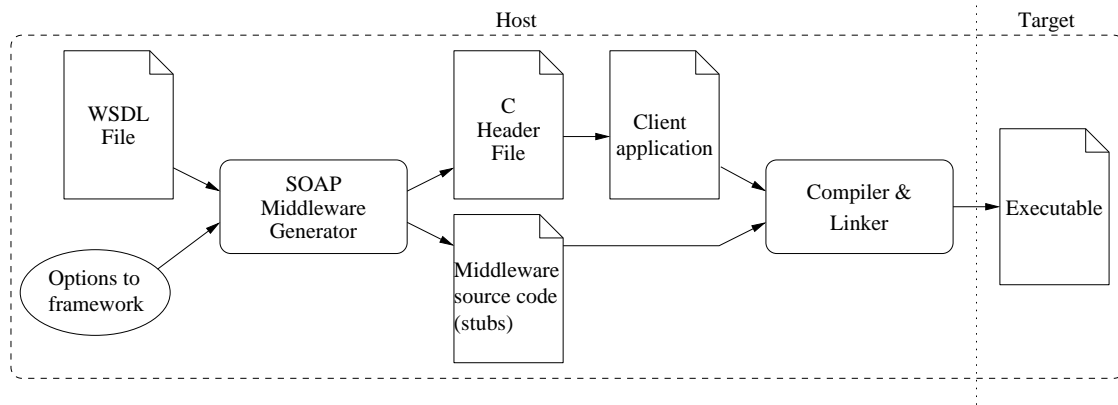 Host
Target
WSDL
File
Options to
framework
SOAP
Middleware
Generator
C
Header
File
Middleware
source code
(stubs)
Client
application
Compiler &
Linker
Executable